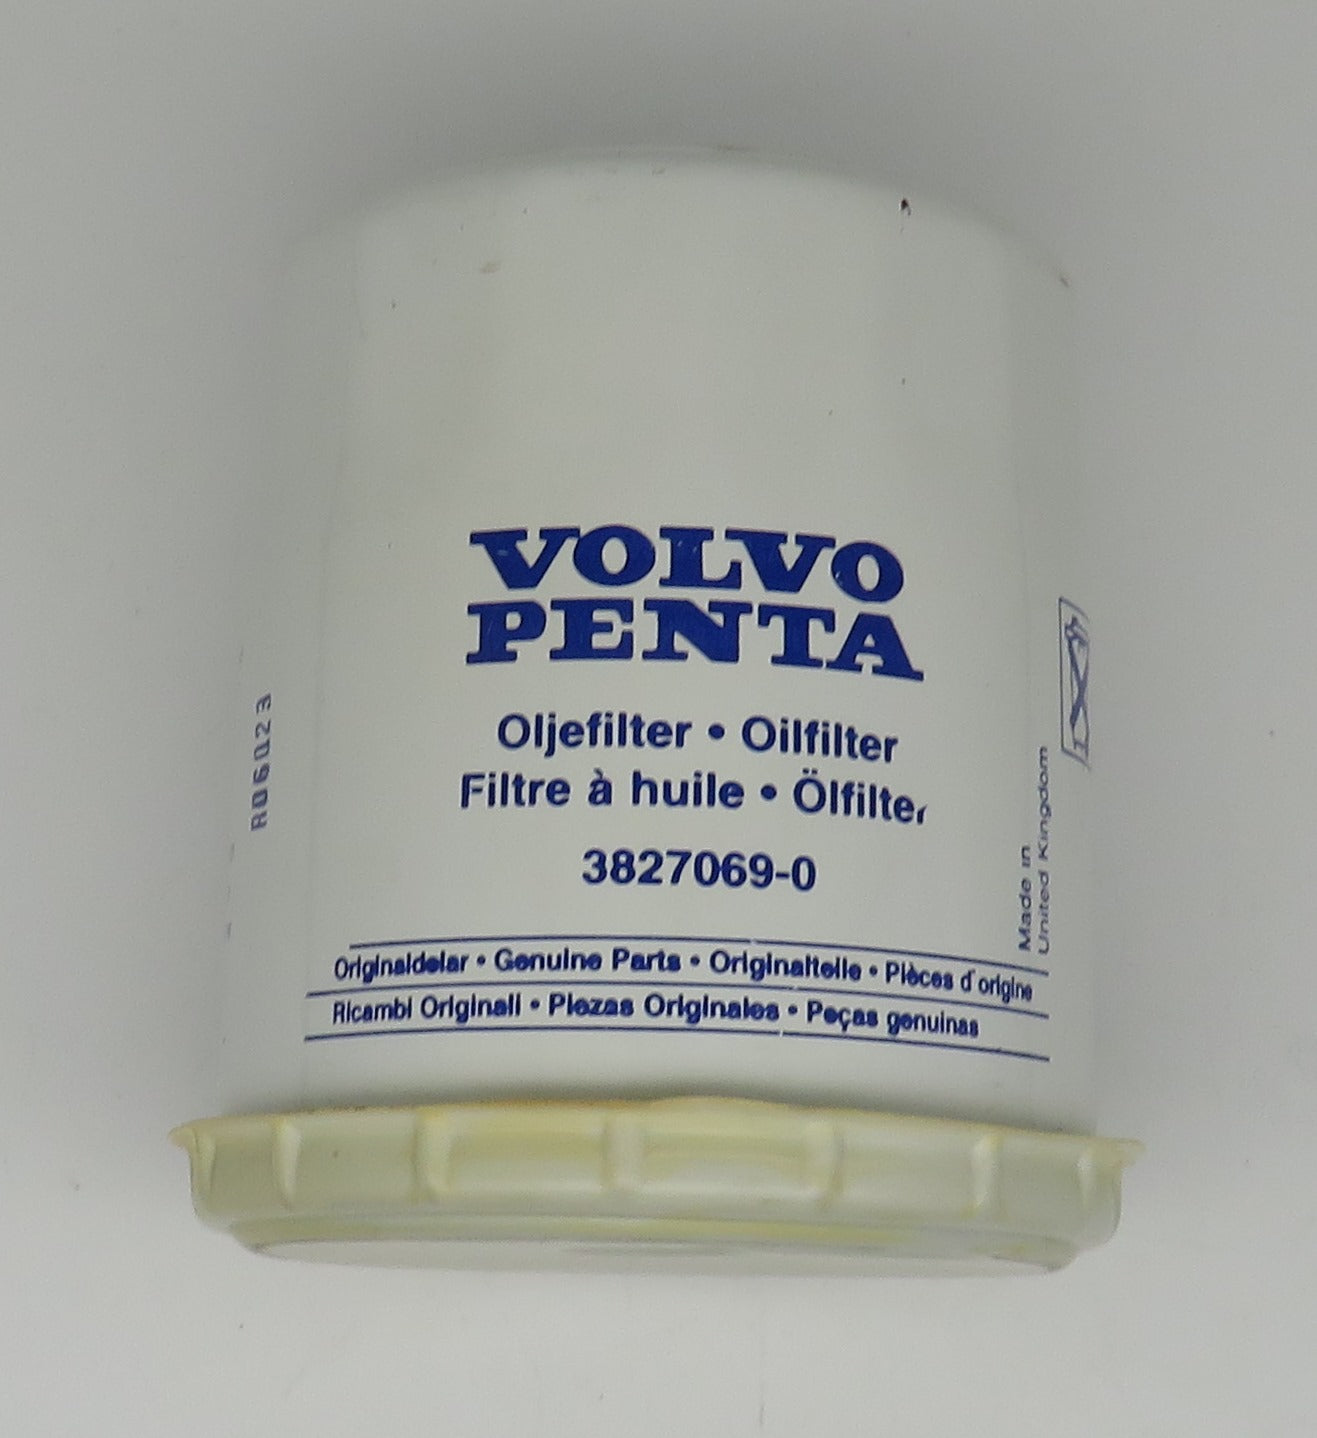 VOLVO
PENTA
Oljefilter • Oilfilter
Filtre à huile • Ölfilter
3827069-0
Originaldelar • Genuine Parts • Originalteile • Pièces d'origine
Ricambi Originali • Piezas Originales • Peças genuinas
Made in
United Kingdom
R06023